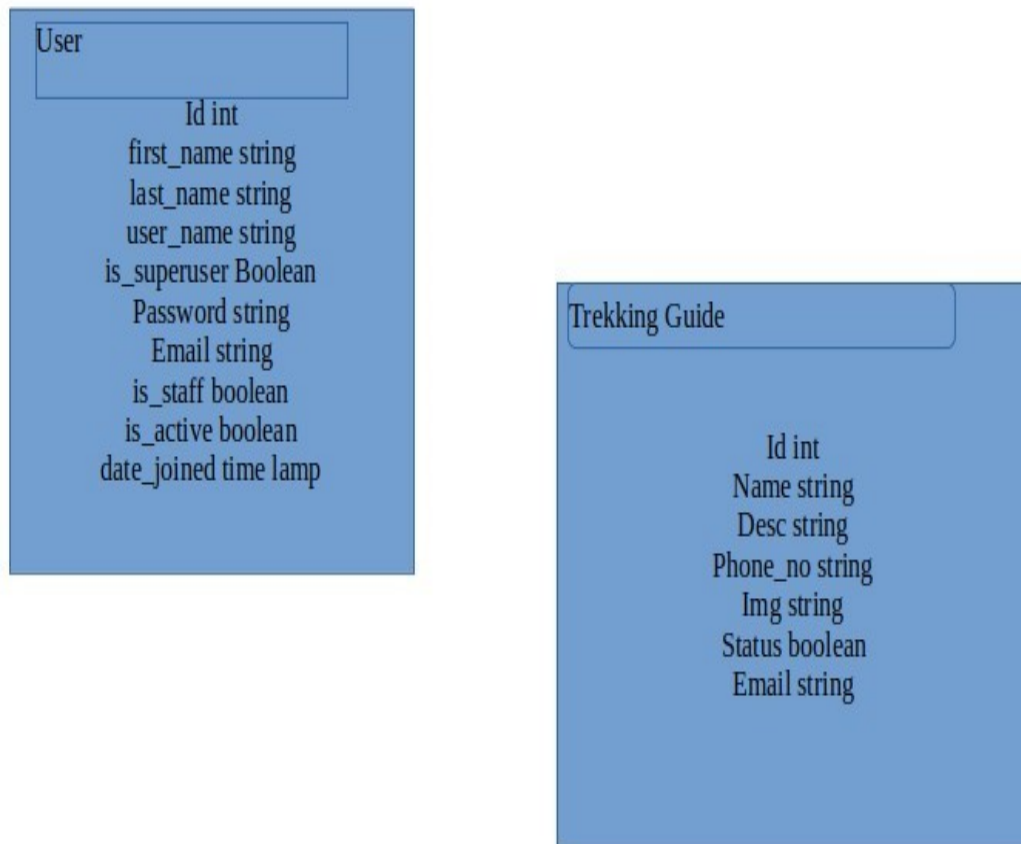 User
Id int
first_name string
last_name string
user_name string
is_superuser Boolean
Password string
Email string
is_staff boolean
is_active boolean
date_joined time lamp
Trekking Guide
Id int
Name string
Desc string
Phone_no string
Img string
Status boolean
Email string